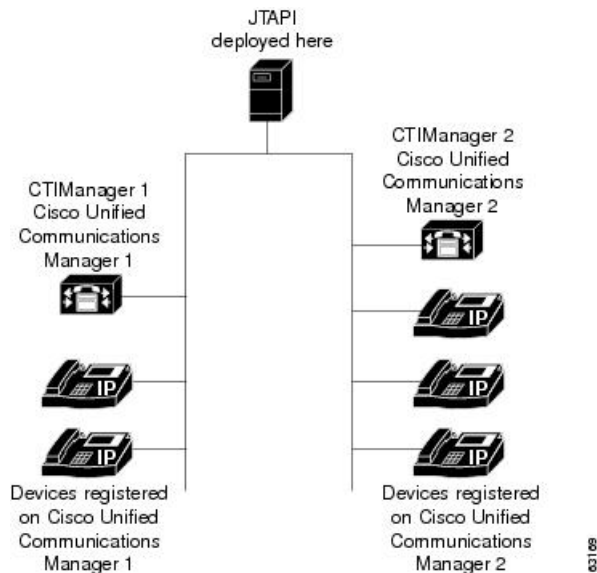 JTAPI
deployed here
CTIManager 1
Cisco Unified
Communications
Manager 1
CTIManager 2
Cisco Unified
Communications
Manager 2
IP
IP
IP
IP
IP
Devices registered
on Cisco Unified
Communications
Manager 1
Devices registered
on Cisco Unified
Communications
Manager 2
63169